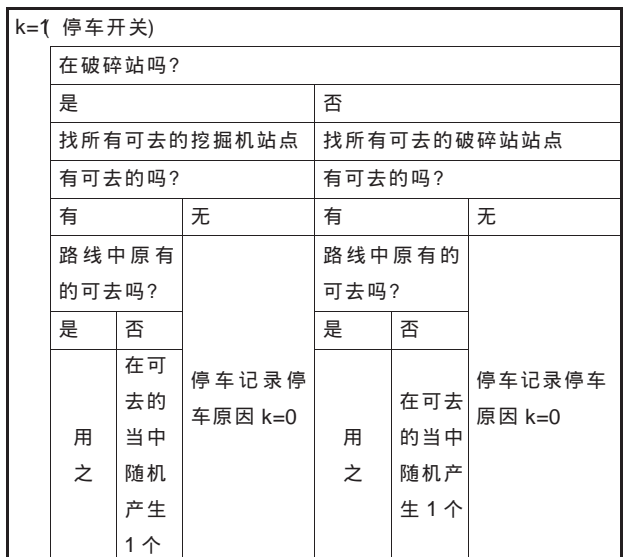 k=1( 停车开关)
在破碎站吗?
是
否
找所有可去的挖掘机站点
找所有可去的破碎站站点
有可去的吗?
有可去的吗?
有
无
有
无
路线中原有
的可去吗?
路线中原有的
可去吗?
是
否
是
否
用
之
在可
去的
当中
随机
产生
1 个
停车记录停
车原因 k=0
用
之
在可去
的当中
随机产
生 1 个
停车记录停车
原因 k=0